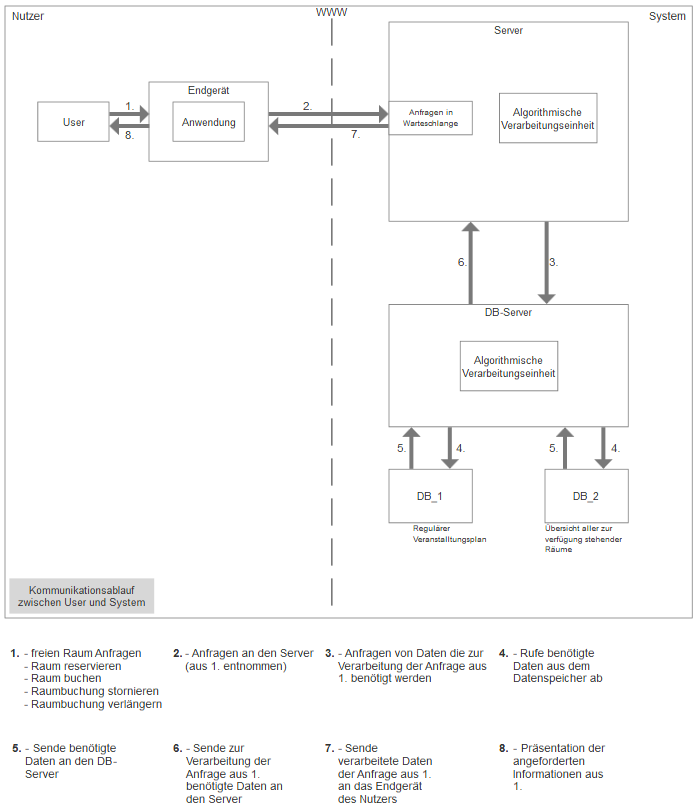 Nutzer
WWW
System
Server
Endgerät
User
1.
8.
Anwendung
2.
7.
Anfragen in
Warteschlange
Algorithmische
Verarbeitungseinheit
6.
3.
DB-Server
Algorithmische
Verarbeitungseinheit
5.
4.
5.
4.
DB_1
DB_2
Regulärer
Veranstalltungsplan
Übersicht aller zur
verfügung stehender
Räume
Kommunikationsablauf
zwischen User und System
1. - freien Raum Anfragen
- Raum reservieren
- Raum buchen
- Raumbuchung stornieren
- Raumbuchung verlängern
2. - Anfragen an den Server
(aus 1. entnommen)
3. - Anfragen von Daten die zur
Verarbeitung der Anfrage aus
1. benötigt werden
4. - Rufe benötigte
Daten aus dem
Datenspeicher ab
5. - Sende benötigte
Daten an den DB-
Server
6. - Sende zur
Verarbeitung der
Anfrage aus 1.
benötigte Daten an
den Server
7. - Sende
verarbeitete Daten
der Anfrage aus 1.
an das Endgerät
des Nutzers
8. - Präsentation der
angeforderten
Informationen aus
1.